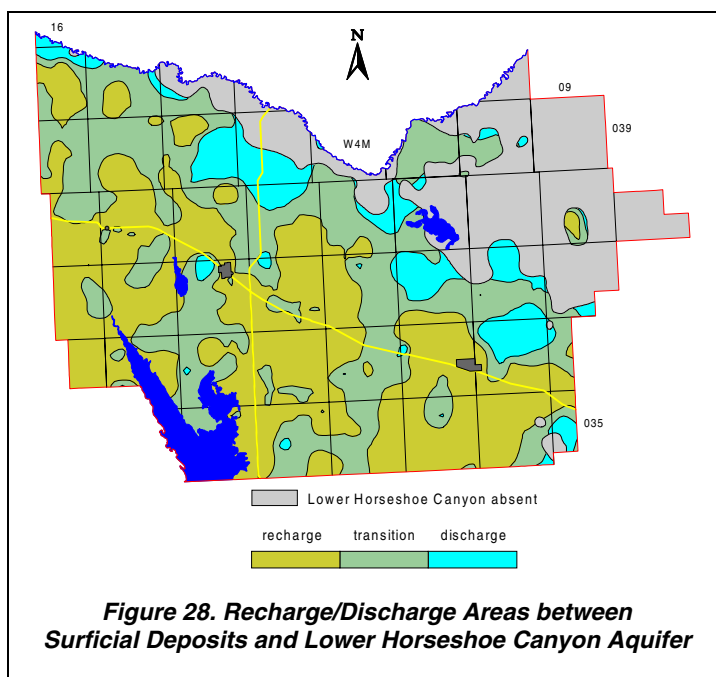 16
N
09
039
W4M
035
Lower Horseshoe Canyon absent
recharge transition discharge
Figure 28. Recharge/Discharge Areas between
Surficial Deposits and Lower Horseshoe Canyon Aquifer